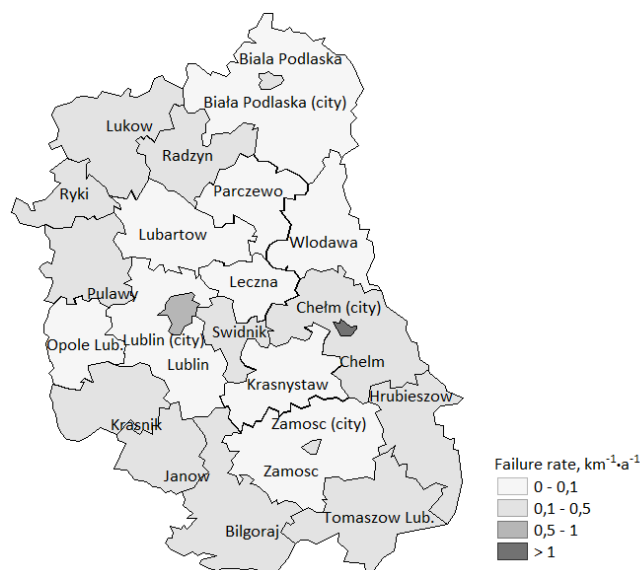 Biala Podlaska
Biała Podlaska (city)
Lukow
Radzyn
Ryki
Parczewo
Lubartow
Wlodawa
Leczna
Pulawy
Chełm (city)
Swidnik
Opole Lub.
Lublin (city)
Lublin
Chelm
Krasnystaw
Hrubieszow
Krasnik
Zamosc (city)
Janow
Zamosc
Tomaszow Lub.
Bilgoraj
Failure rate, km⁻¹•a⁻¹
0 - 0,1
0,1 - 0,5
0,5 - 1
> 1